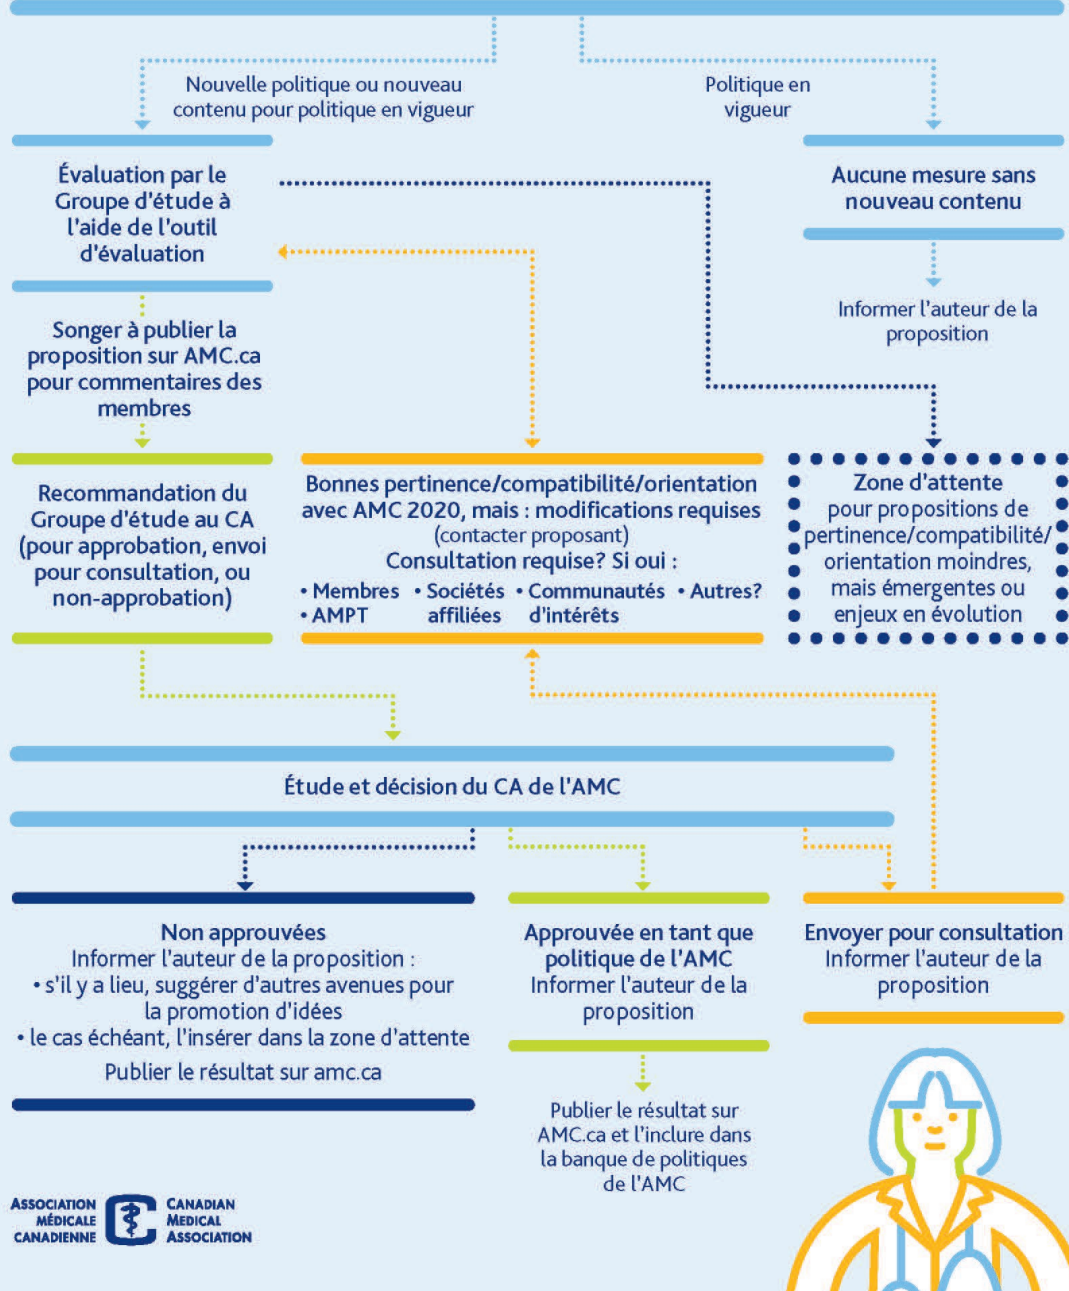 Nouvelle politique ou nouveau
contenu pour politique en vigueur
Politique en
vigueur
Évaluation par le
Groupe d'étude à
l'aide de l'outil
d'évaluation
Aucune mesure sans
nouveau contenu
Informer l'auteur de la
proposition
Songer à publier la
proposition sur AMC.ca
pour commentaires des
membres
Recommandation du
Groupe d'étude au CA
(pour approbation, envoi
pour consultation, ou
non-approbation)
Bonnes pertinence/compatibilité/orientation
avec AMC 2020, mais : modifications requises
(contacter proposant)
Consultation requise? Si oui :
• Membres • Sociétés • Communautés • Autres?
• AMPT affiliées d'intérêts
Zone d'attente
pour propositions de
pertinence/compatibilité/
orientation moindres,
mais émergentes ou
enjeux en évolution
Étude et décision du CA de l'AMC
Non approuvées
Informer l'auteur de la proposition :
• s'il y a lieu, suggérer d'autres avenues pour
la promotion d'idées
• le cas échéant, l'insérer dans la zone d'attente
Publier le résultat sur amc.ca
Approuvée en tant que
politique de l'AMC
Informer l'auteur de la
proposition
Publier le résultat sur
AMC.ca et l'inclure dans
la banque de politiques
de l'AMC
Envoyer pour consultation
Informer l'auteur de la
proposition
ASSOCIATION
MÉDICALE
CANADIENNE
CANADIAN
MEDICAL
ASSOCIATION